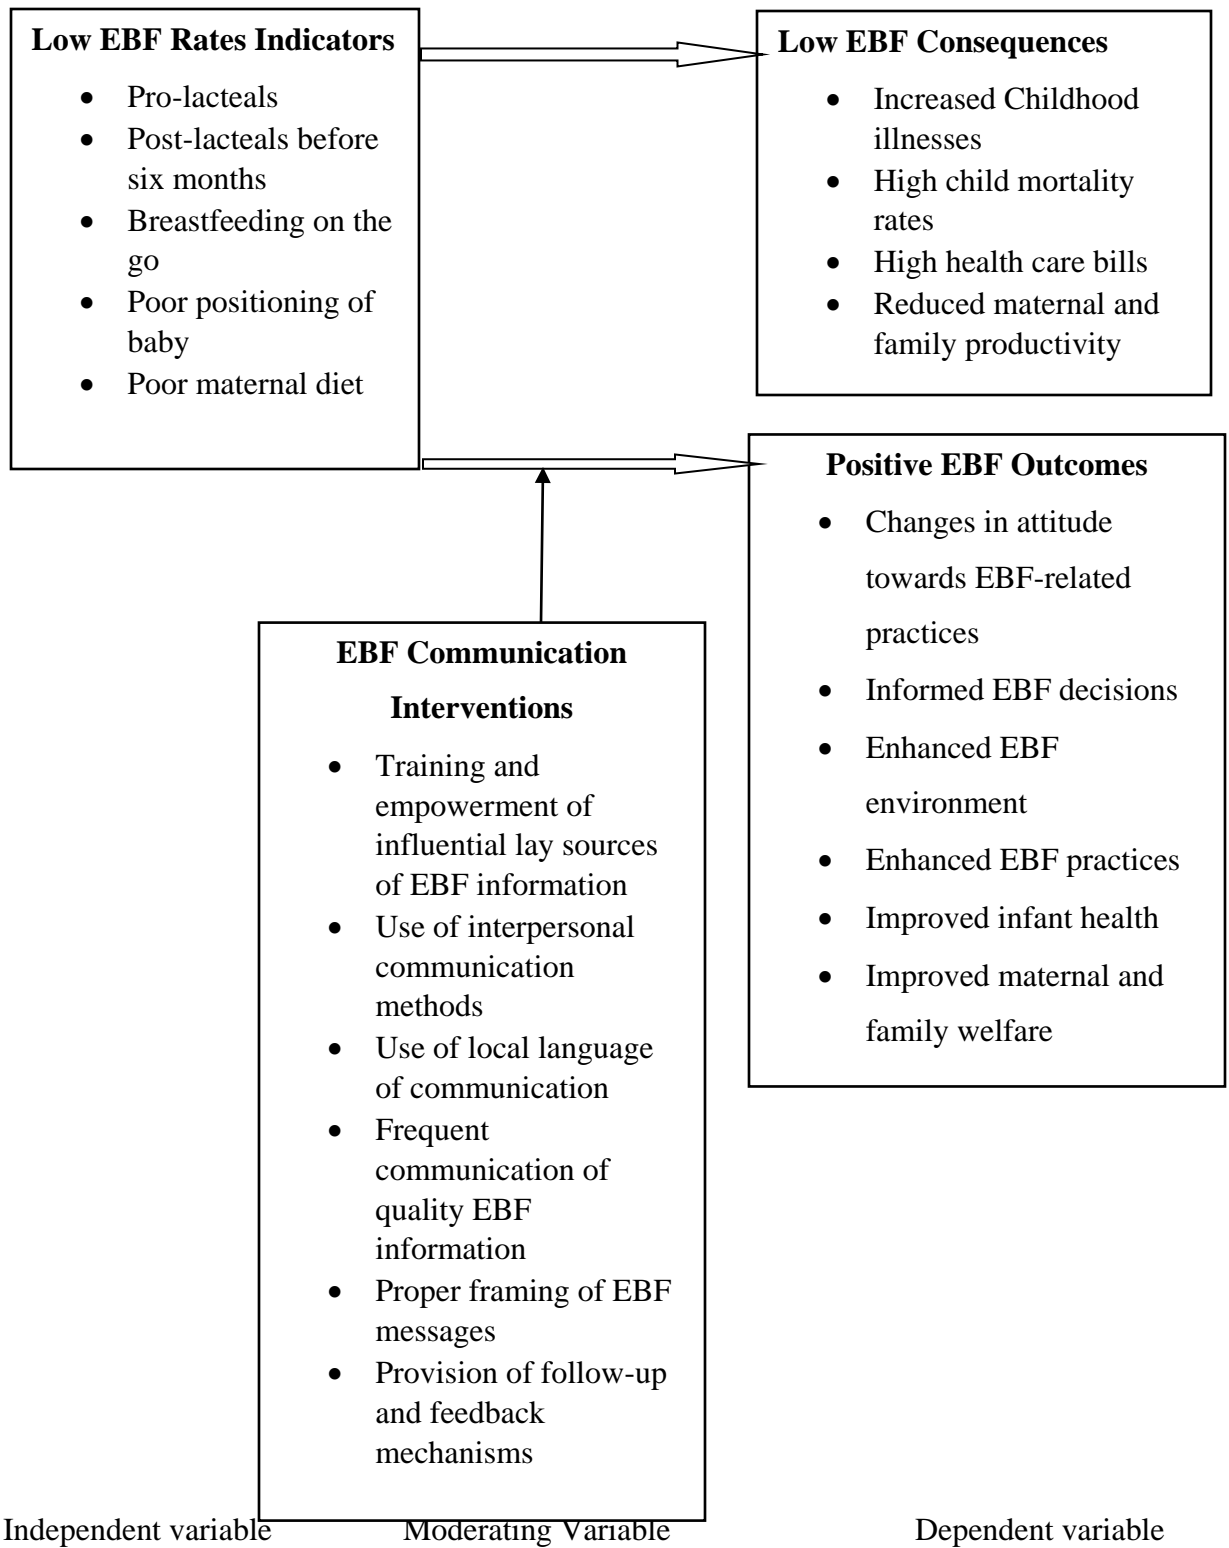 Low EBF Rates Indicators
• Pro-lacteals
• Post-lacteals before
six months
• Breastfeeding on the
go
• Poor positioning of
baby
• Poor maternal diet
Low EBF Consequences
• Increased Childhood
illnesses
• High child mortality
rates
• High health care bills
• Reduced maternal and
family productivity
Positive EBF Outcomes
• Changes in attitude
towards EBF-related
practices
• Informed EBF decisions
• Enhanced EBF
environment
• Enhanced EBF practices
• Improved infant health
• Improved maternal and
family welfare
EBF Communication
Interventions
• Training and
empowerment of
influential lay sources
of EBF information
• Use of interpersonal
communication
methods
• Use of local language
of communication
• Frequent
communication of
quality EBF
information
• Proper framing of EBF
messages
• Provision of follow-up
and feedback
mechanisms
Independent variable Moderating Variable Dependent variable